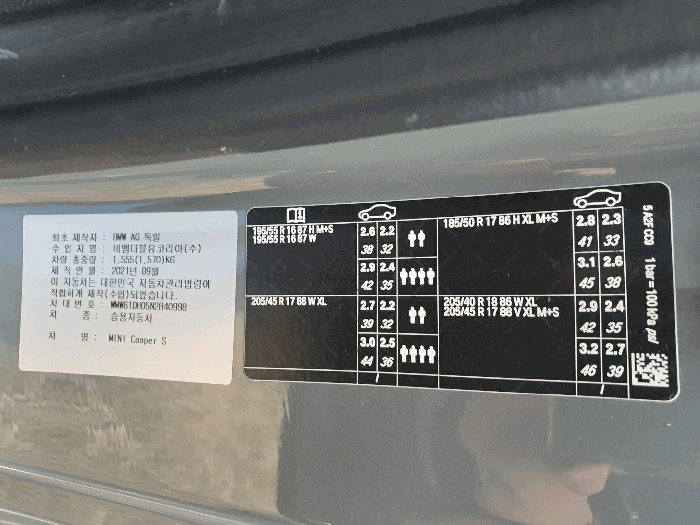 최초 제작자 : BMW AG 독일
수 입 자 명 : 비엠더블유코리아(주)
차량 총중량 : 1,555(1,570)KG
제 작 연 월 : 2021년 09월
이 자동차는 대한민국 자동차관리법령에
적합하게 제작(수입)되었습니다.
차 대 번 호 : WMW61DH05N2R40998
차 종 : 승용자동차
차 명 : MINI Cooper S
195/55 R 16 87 H M+S
195/55 R 16 87 W
2.6 2.2
38 32
2.9 2.4
42 35
205/45 R 17 88 W XL
2.7 2.2
39 32
3.0 2.5
44 36
/
185/50 R 17 86 H XL M+S
2.8 2.3
41 33
3.1 2.6
45 38
205/40 R 18 86 W XL
205/45 R 17 88 V XL M+S
2.9 2.4
42 35
3.2 2.7
46 39
/
5 A2F CC9
1 bar = 100 kPa psi